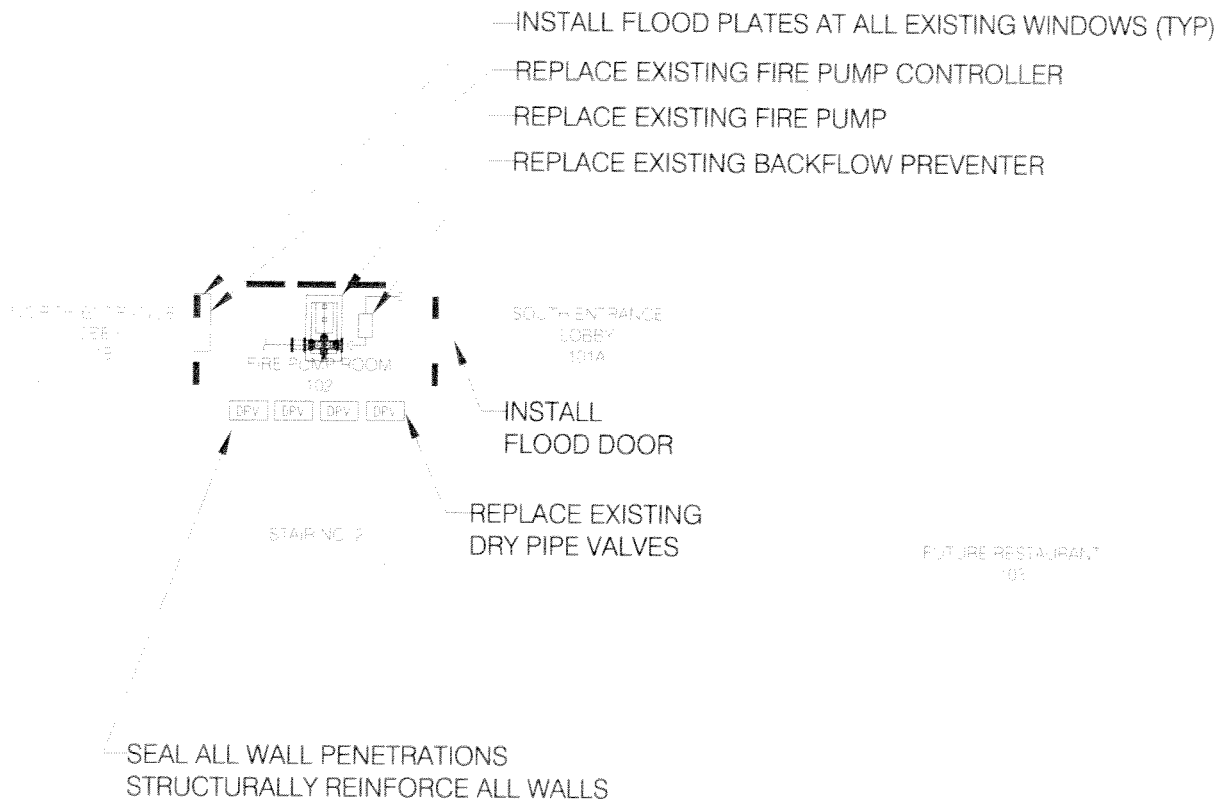 INSTALL FLOOD PLATES AT ALL EXISTING WINDOWS (TYP)
REPLACE EXISTING FIRE PUMP CONTROLLER
REPLACE EXISTING FIRE PUMP
REPLACE EXISTING BACKFLOW PREVENTER
SOUTH ENTRANCE
LOBBY
101A
FIRE PUMP ROOM
102
DPV DPV DPV DPV
INSTALL
FLOOD DOOR
REPLACE EXISTING
DRY PIPE VALVES
STAIR NO. 2
FUTURE RESTAURANT
101
SEAL ALL WALL PENETRATIONS
STRUCTURALLY REINFORCE ALL WALLS